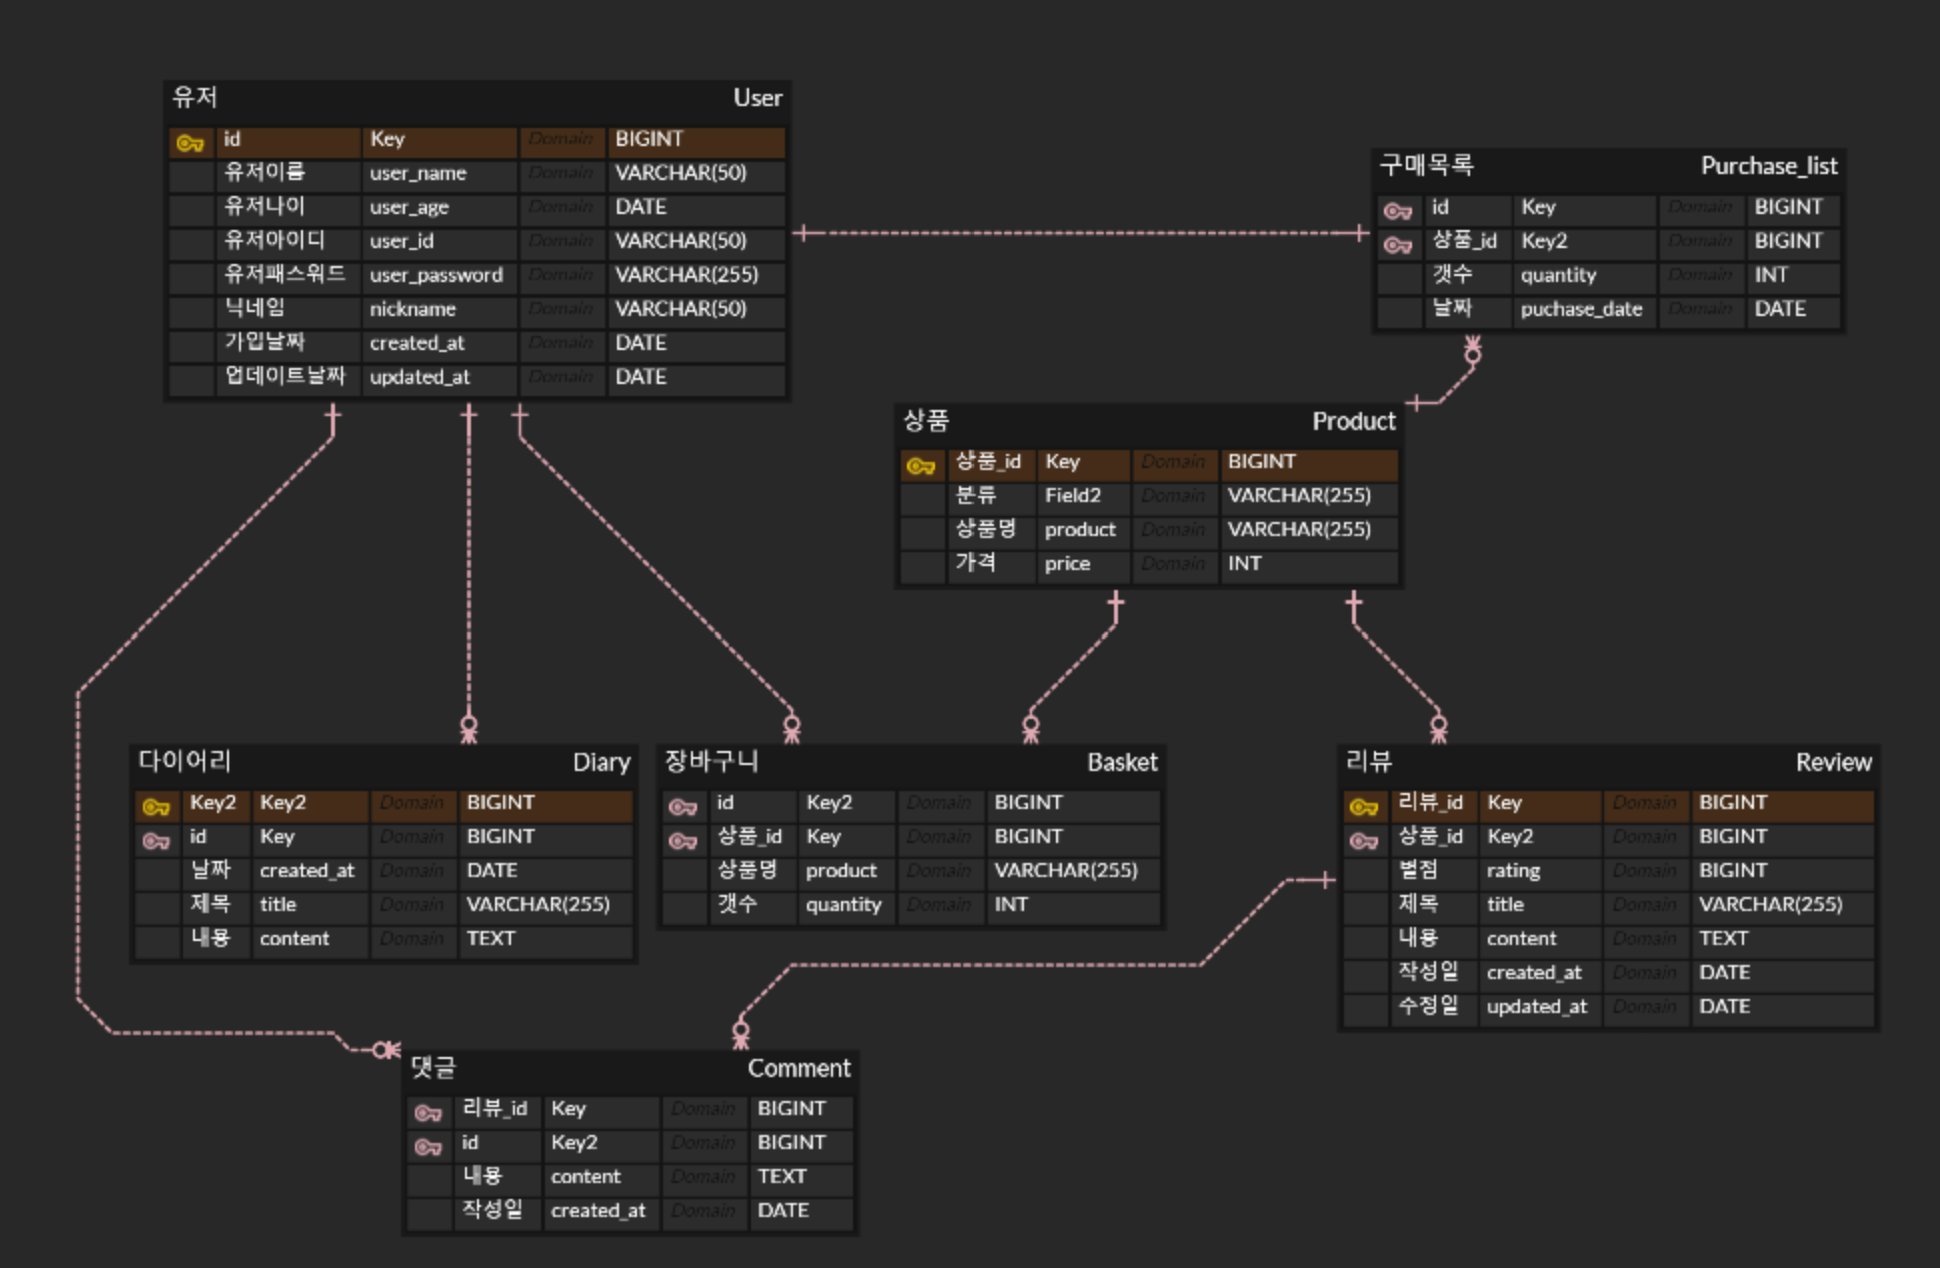 유저 User
id Key Domain BIGINT
유저이름 user_name Domain VARCHAR(50)
유저나이 user_age Domain DATE
유저아이디 user_id Domain VARCHAR(50)
유저패스워드 user_password Domain VARCHAR(255)
닉네임 nickname Domain VARCHAR(50)
가입날짜 created_at Domain DATE
업데이트날짜 updated_at Domain DATE
구매목록 Purchase_list
id Key Domain BIGINT
상품_id Key2 Domain BIGINT
갯수 quantity Domain INT
날짜 puchase_date Domain DATE
상품 Product
상품_id Key Domain BIGINT
분류 Field2 Domain VARCHAR(255)
상품명 product Domain VARCHAR(255)
가격 price Domain INT
다이어리 Diary
Key2 Key2 Domain BIGINT
id Key Domain BIGINT
날짜 created_at Domain DATE
제목 title Domain VARCHAR(255)
내용 content Domain TEXT
장바구니 Basket
id Key2 Domain BIGINT
상품_id Key Domain BIGINT
상품명 product Domain VARCHAR(255)
갯수 quantity Domain INT
리뷰 Review
리뷰_id Key Domain BIGINT
상품_id Key2 Domain BIGINT
별점 rating Domain BIGINT
제목 title Domain VARCHAR(255)
내용 content Domain TEXT
작성일 created_at Domain DATE
수정일 updated_at Domain DATE
댓글 Comment
리뷰_id Key Domain BIGINT
id Key2 Domain BIGINT
내용 content Domain TEXT
작성일 created_at Domain DATE